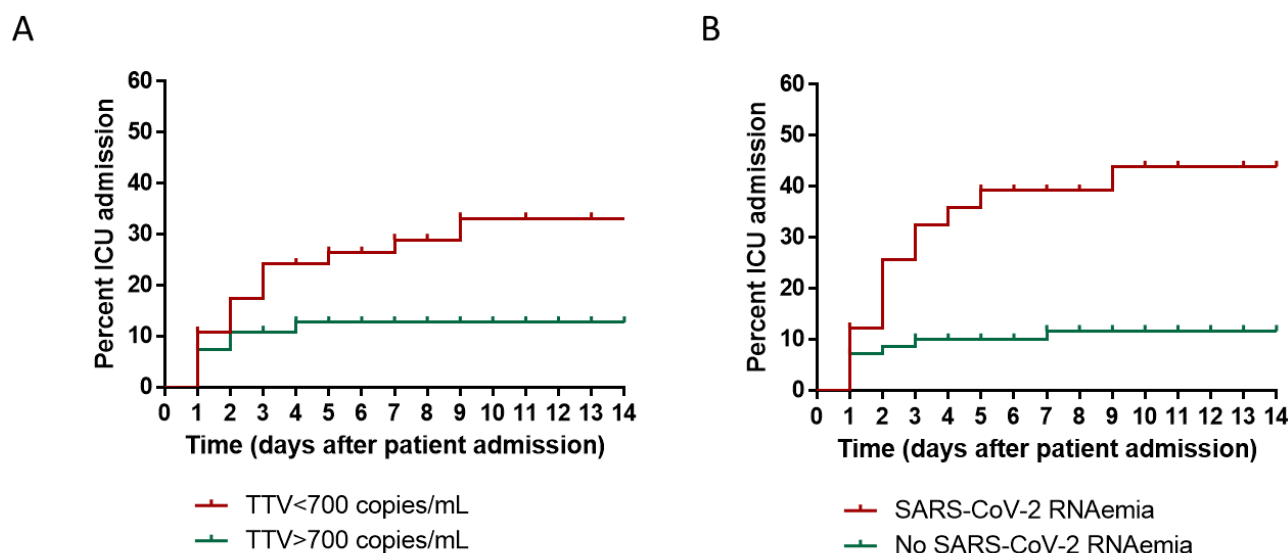 A
60
50
40
30
20
10
0
Percent ICU admission
0 1 2 3 4 5 6 7 8 9 10 11 12 13 14
Time (days after patient admission)
TTV<700 copies/mL
TTV>700 copies/mL
B
60
50
40
30
20
10
0
Percent ICU admission
0 1 2 3 4 5 6 7 8 9 10 11 12 13 14
Time (days after patient admission)
SARS-CoV-2 RNAemia
No SARS-CoV-2 RNAemia